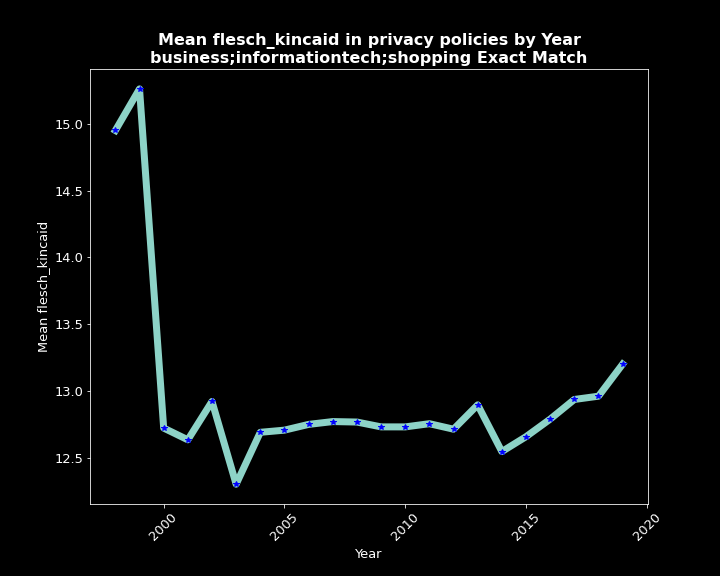 Mean flesch_kincaid in privacy policies by Year
business;informationtech;shopping Exact Match
15.0
14.5
14.0
13.5
13.0
12.5
Mean flesch_kincaid
2000
2005
2010
2015
2020
Year